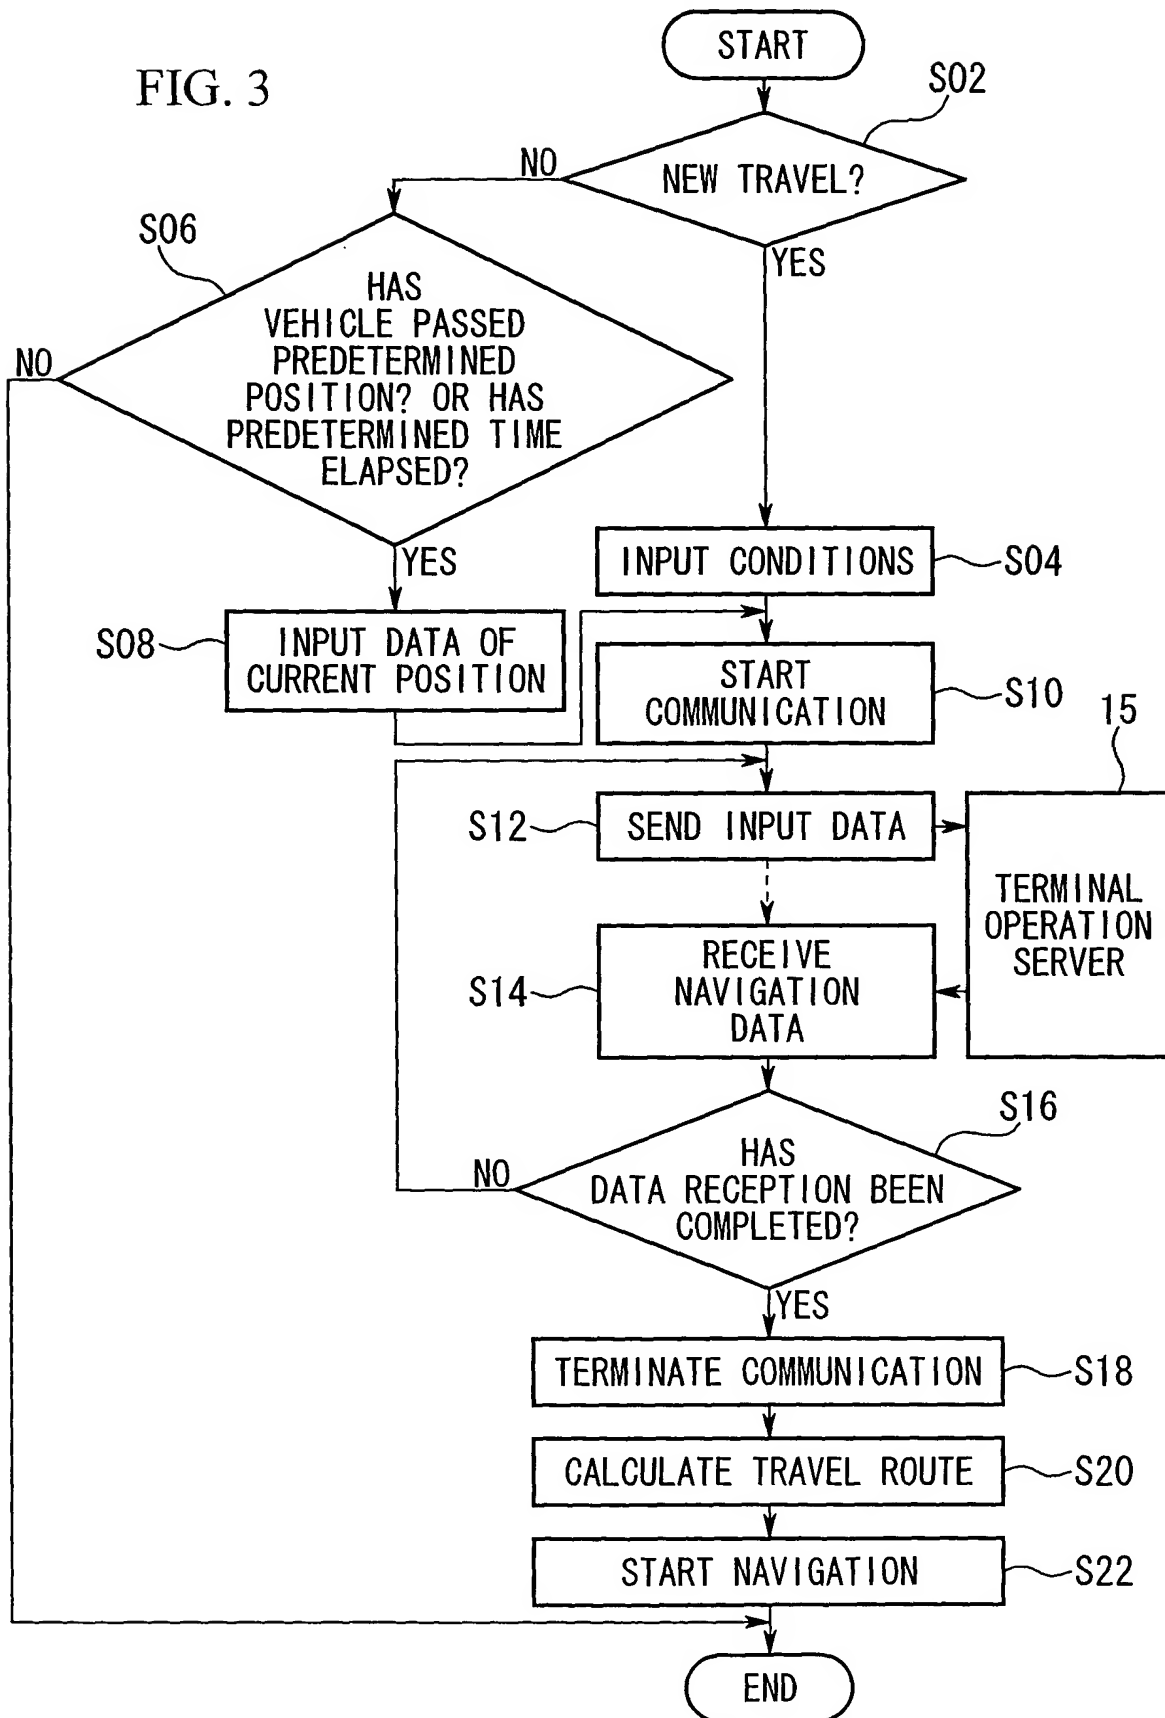 FIG. 3
START
S02
NO
NEW TRAVEL?
YES
S06
HAS
VEHICLE PASSED
PREDETERMINED
POSITION? OR HAS
PREDETERMINED TIME
ELAPSED?
NO
YES
INPUT CONDITIONS
S04
S08
INPUT DATA OF
CURRENT POSITION
START
COMMUNICATION
S10
15
S12
SEND INPUT DATA
TERMINAL
OPERATION
SERVER
S14
RECEIVE
NAVIGATION
DATA
S16
HAS
DATA RECEPTION BEEN
COMPLETED?
NO
YES
TERMINATE COMMUNICATION
S18
CALCULATE TRAVEL ROUTE
S20
START NAVIGATION
S22
END